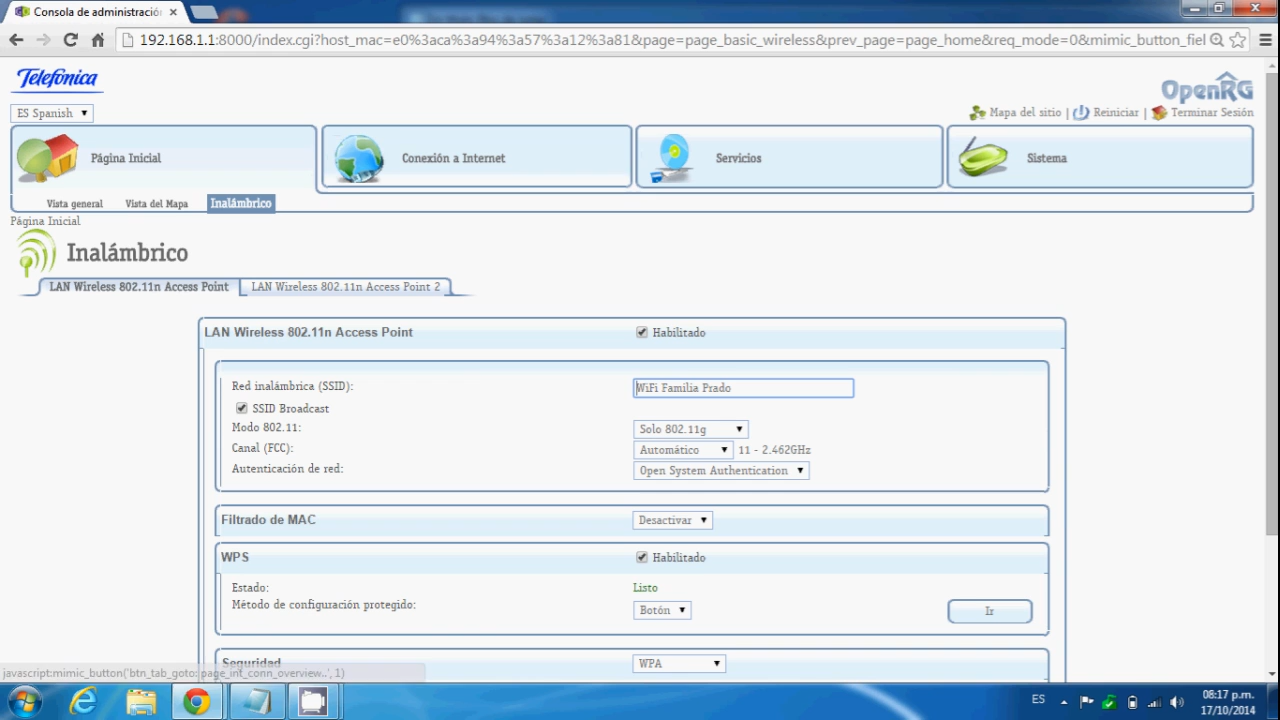 Consola de administració ×
192.168.1.1:8000/index.cgi?host_mac=e0%3aca%3a94%3a57%3a12%3a81&page=page_basic_wireless&prev_page=page_home&req_mode=0&mimic_button_fiel
Telefónica
OpenRG
ES Spanish
Mapa del sitio | Reiniciar | Terminar Sesión
Página Inicial
Conexión a Internet
Servicios
Sistema
Vista general Vista del Mapa Inalámbrico
Página Inicial
Inalámbrico
LAN Wireless 802.11n Access Point LAN Wireless 802.11n Access Point 2
LAN Wireless 802.11n Access Point Habilitado
Red inalámbrica (SSID): WiFi Familia Prado
SSID Broadcast
Modo 802.11: Solo 802.11g
Canal (FCC): Automático 11 - 2.462GHz
Autenticación de red: Open System Authentication
Filtrado de MAC Desactivar
WPS Habilitado
Estado: Listo
Método de configuración protegido: Botón Ir
Seguridad WPA
javascript:mimic_button('btn_tab_goto: page_int_conn_overview..', 1)
ES 08:17 p.m.
17/10/2014